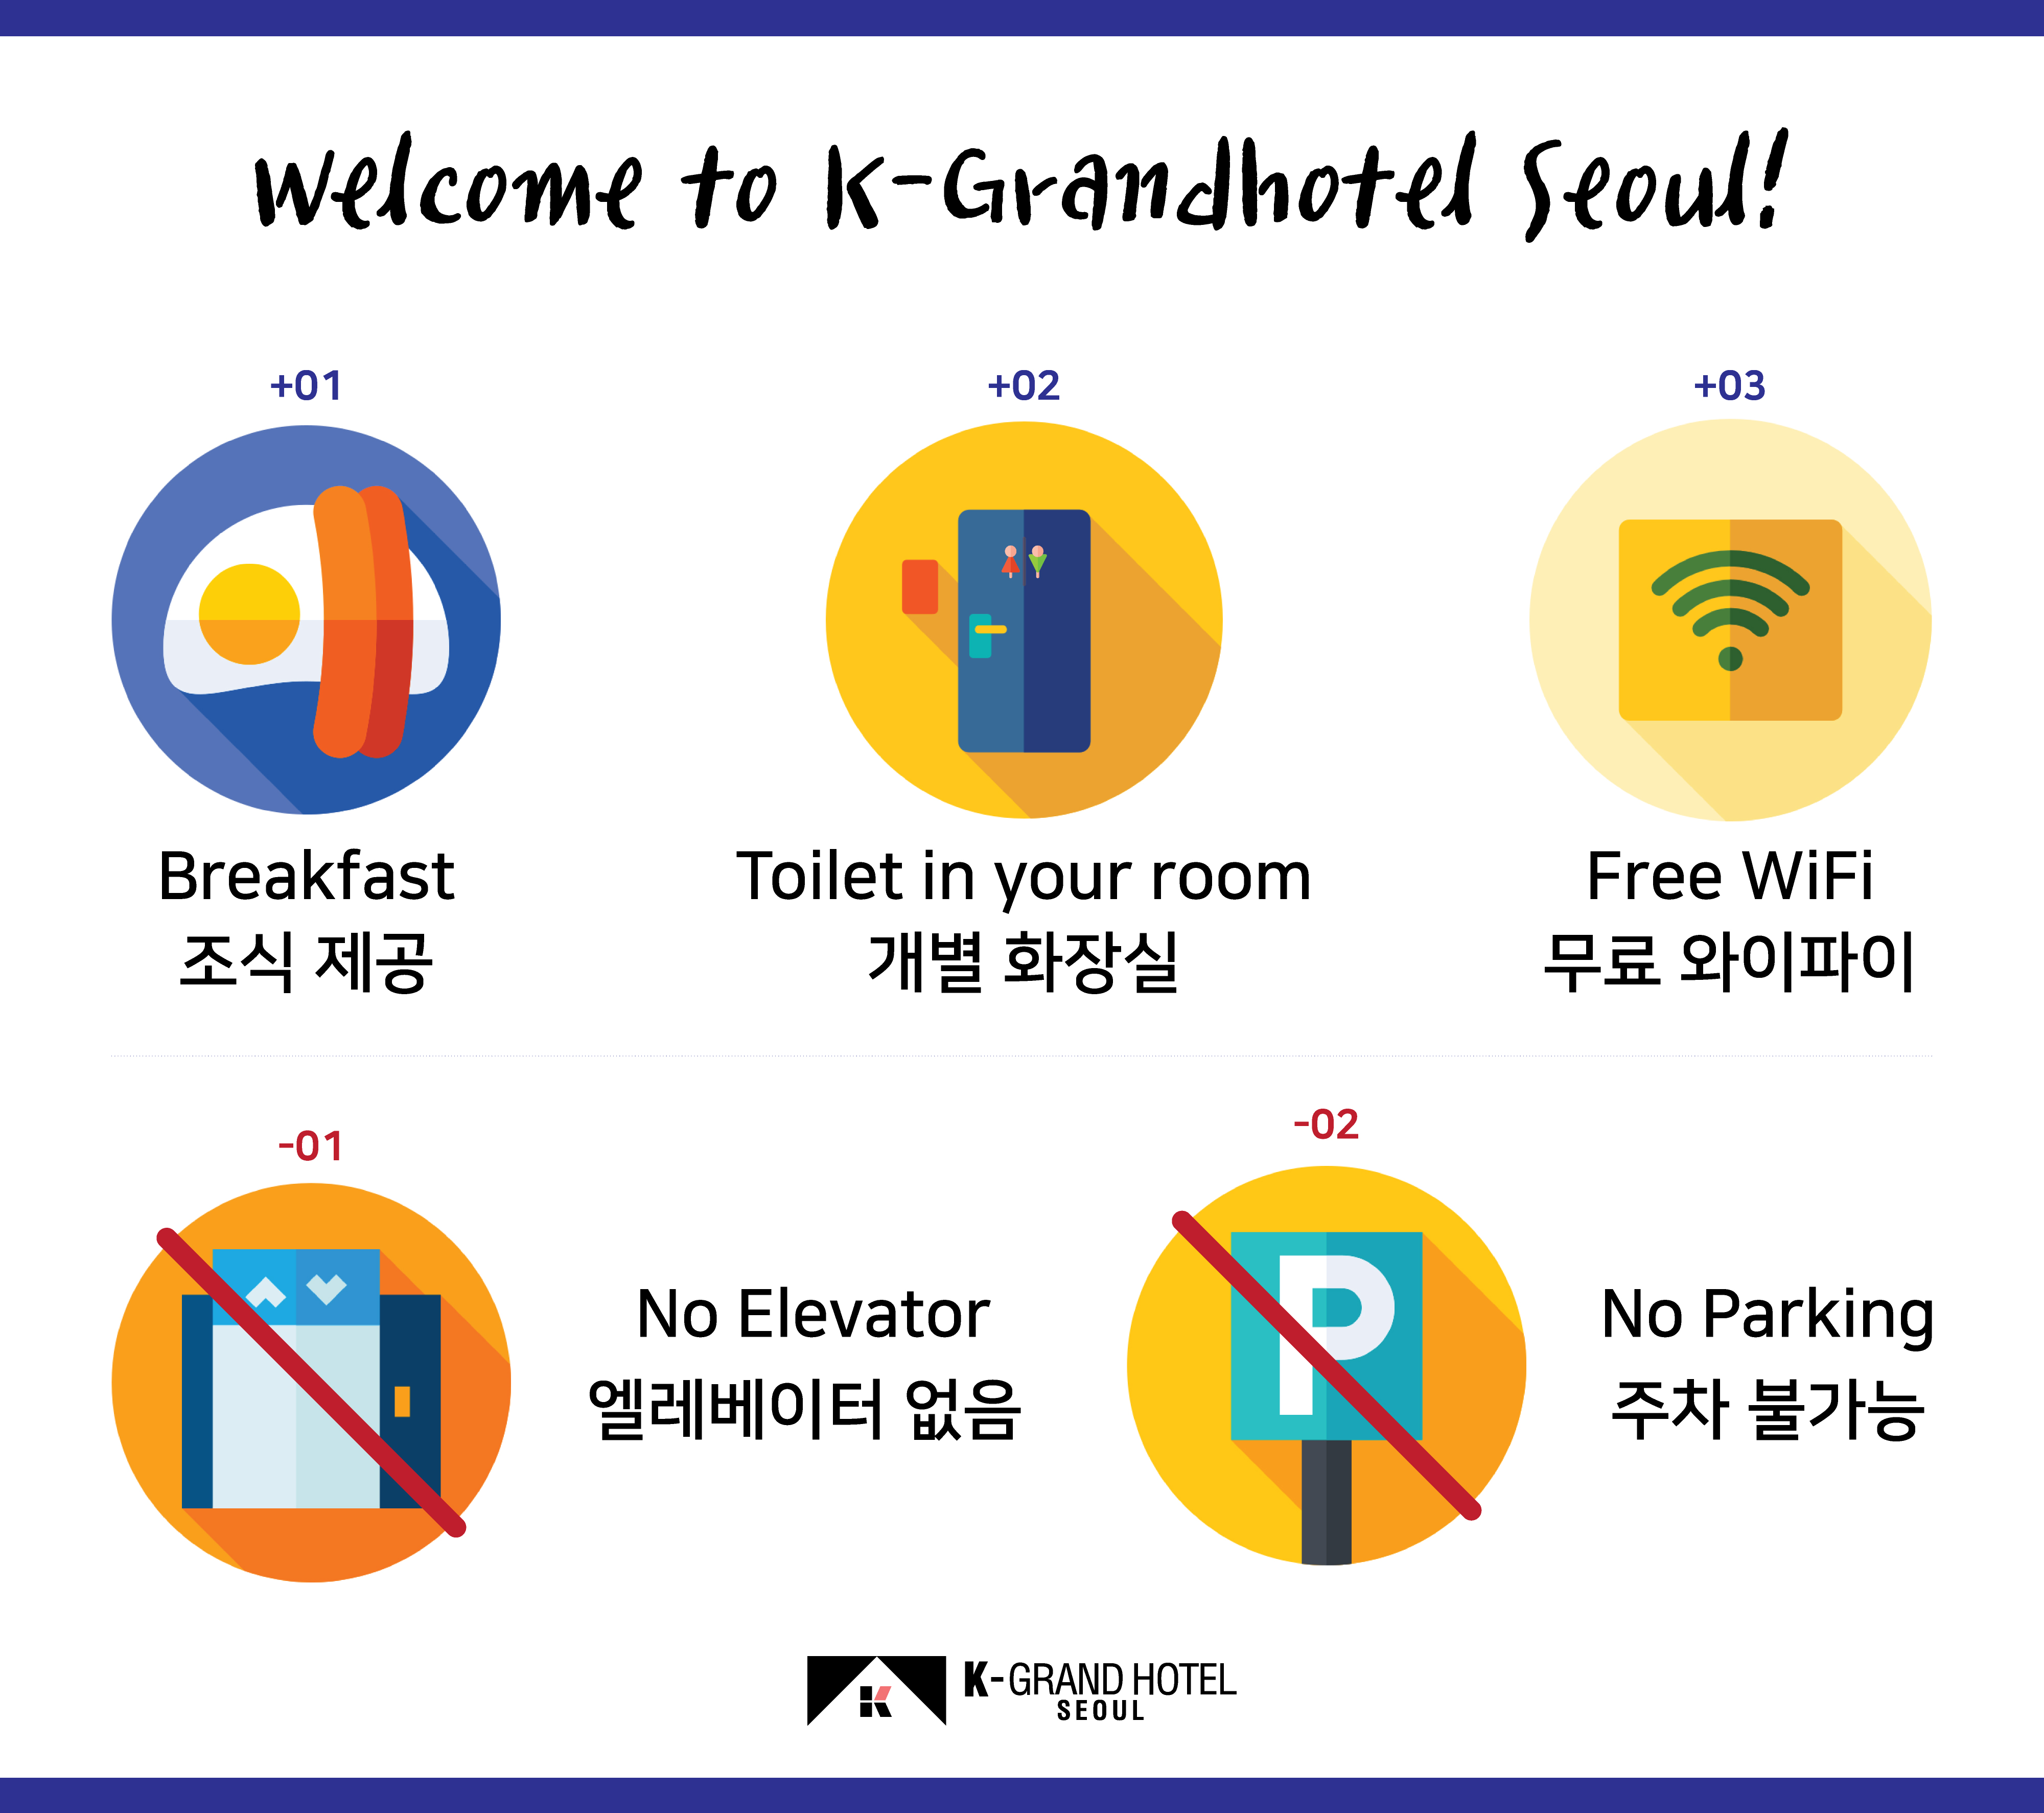 Welcome to K-Grandhotel Seoul!
+01
+02
+03
Breakfast
조식 제공
Toilet in your room
개별 화장실
Free WiFi
무료 와이파이
-01
No Elevator
엘레베이터 없음
-02
P
No Parking
주차 불가능
K
K-GRAND HOTEL
SEOUL